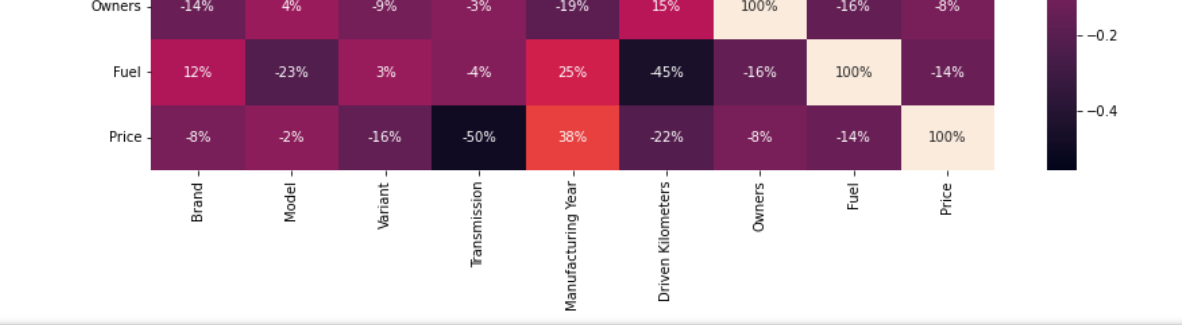 Owners -14% 4% -9% -3% -19% 15% 100% -16% -8%
−0.2
Fuel 12% -23% 3% -4% 25% -45% -16% 100% -14%
−0.4
Price -8% -2% -16% -50% 38% -22% -8% -14% 100%
Brand
Model
Variant
Transmission
Manufacturing Year
Driven Kilometers
Owners
Fuel
Price